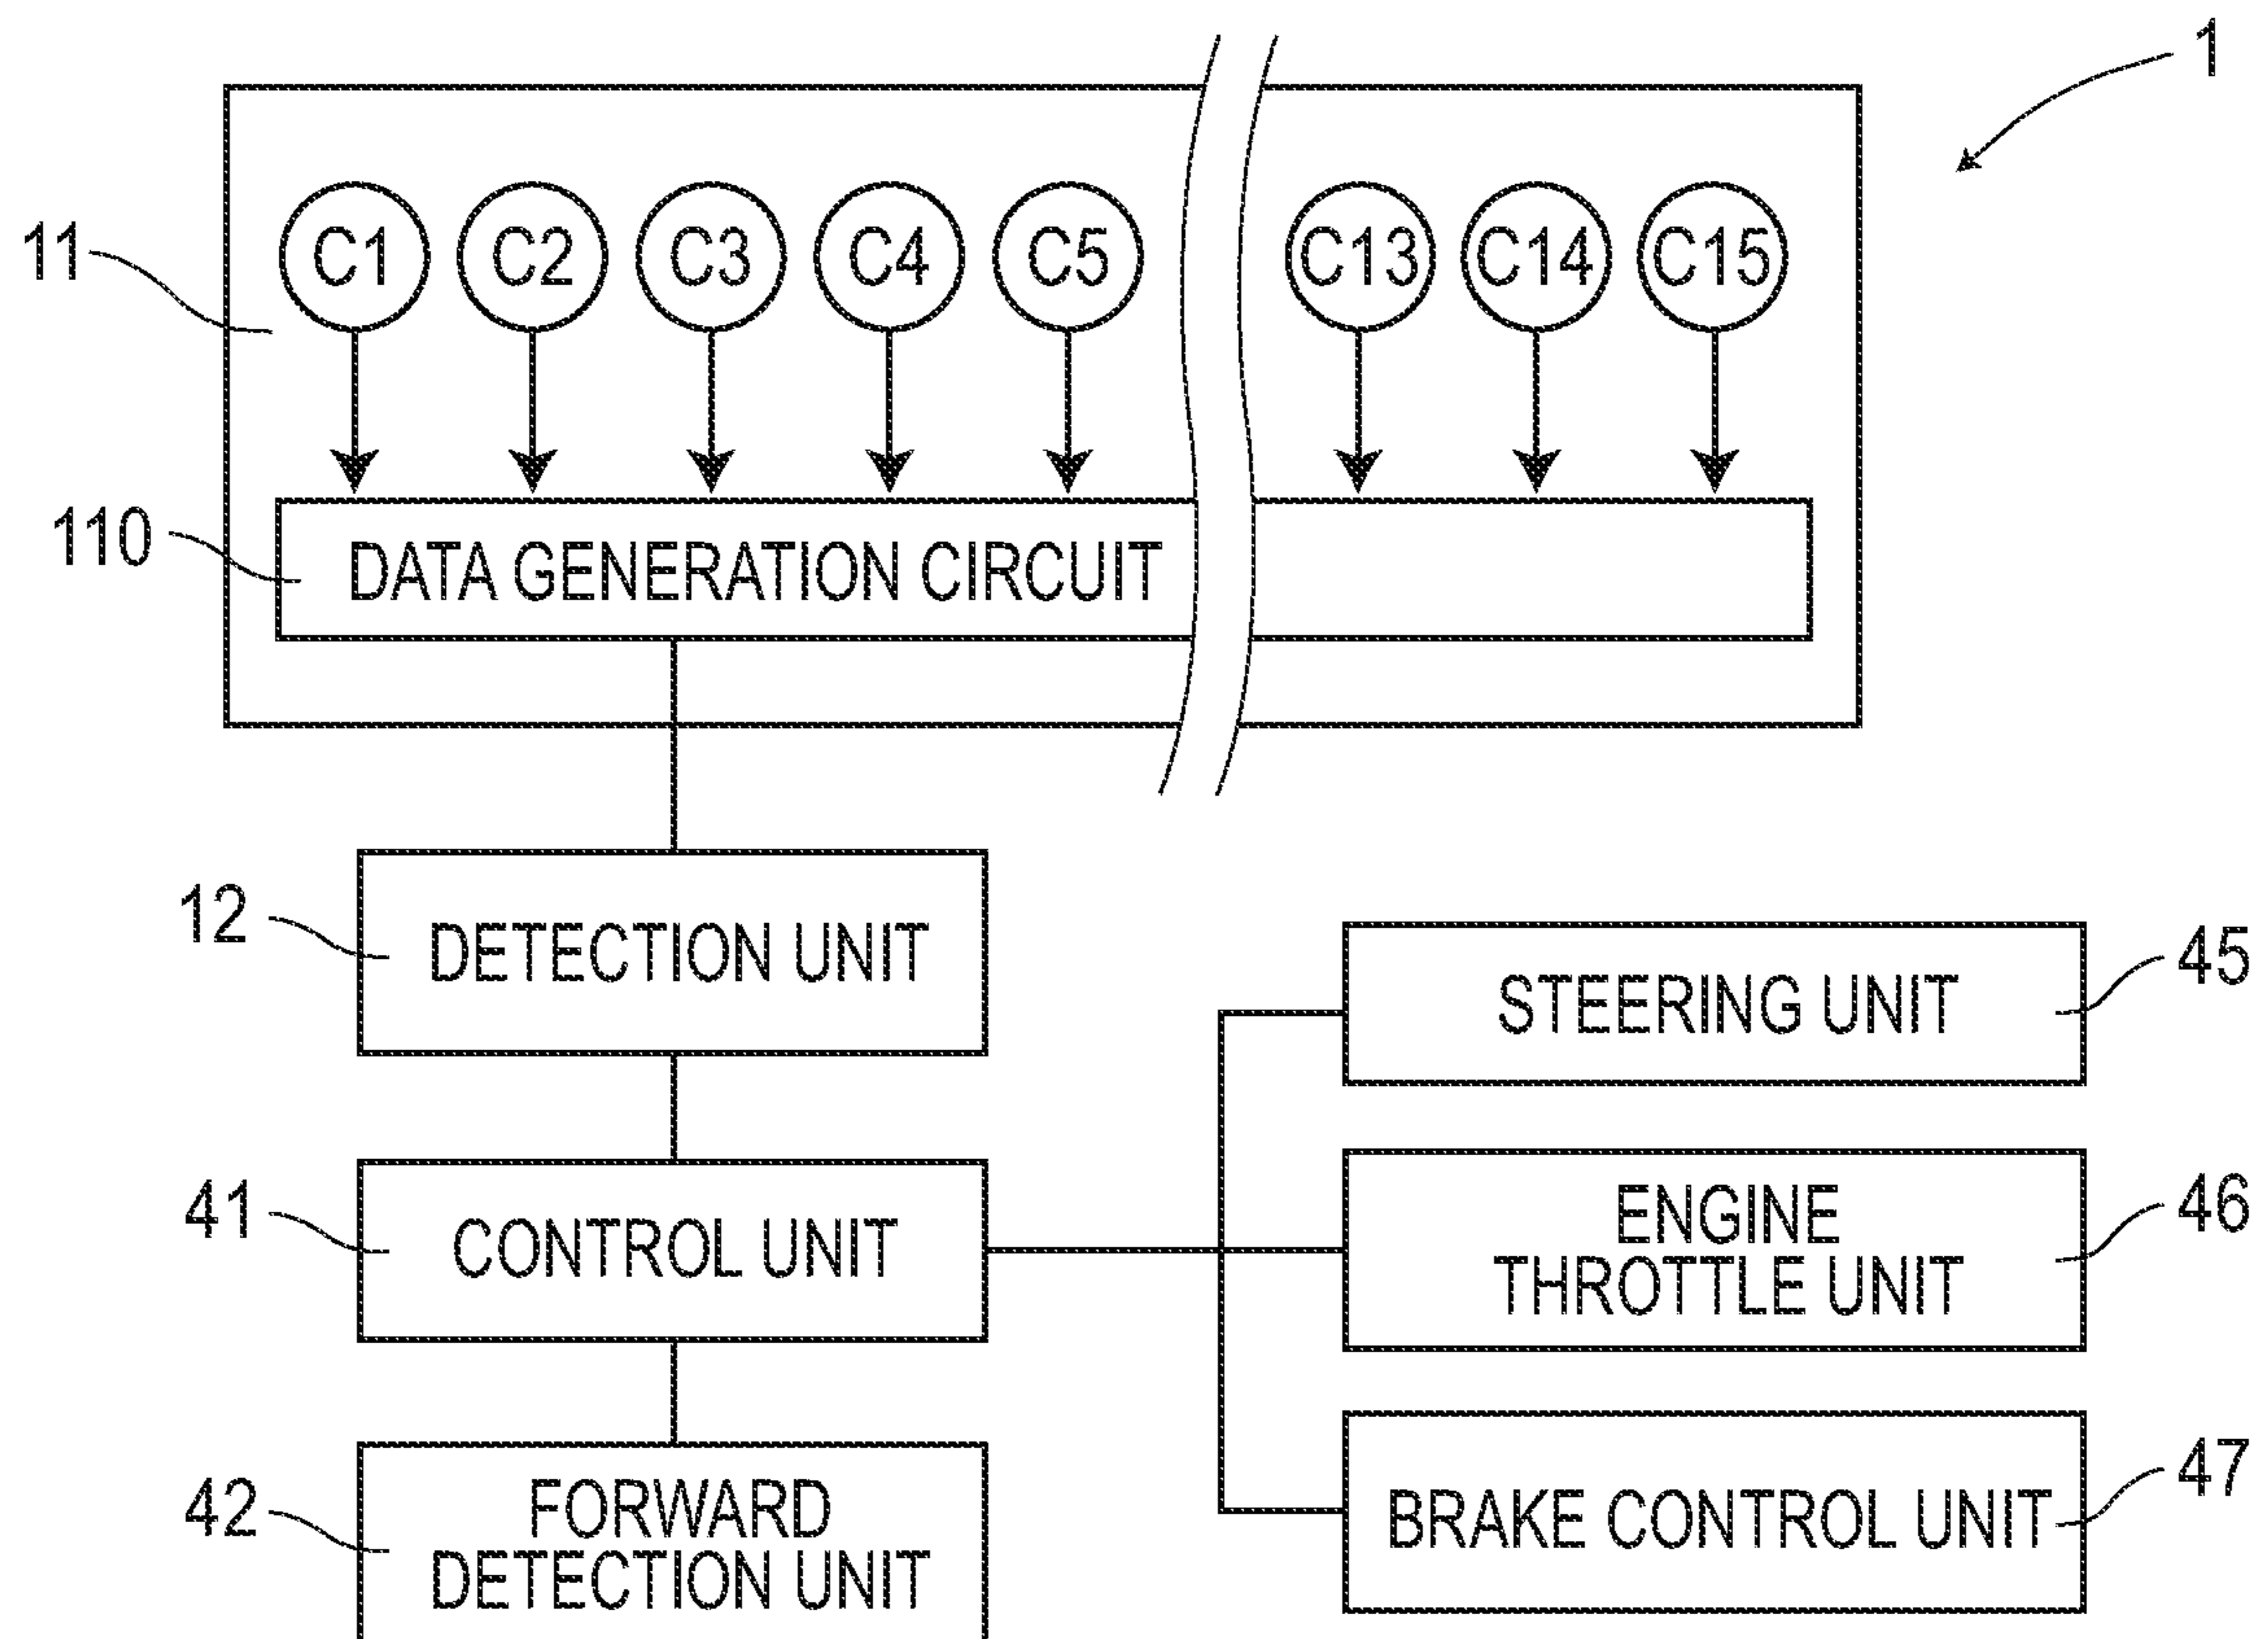 1
11
C1 C2 C3 C4 C5 C13 C14 C15
110
DATA GENERATION CIRCUIT
12
DETECTION UNIT
45
STEERING UNIT
41
CONTROL UNIT
46
ENGINE
THROTTLE UNIT
42
FORWARD
DETECTION UNIT
47
BRAKE CONTROL UNIT